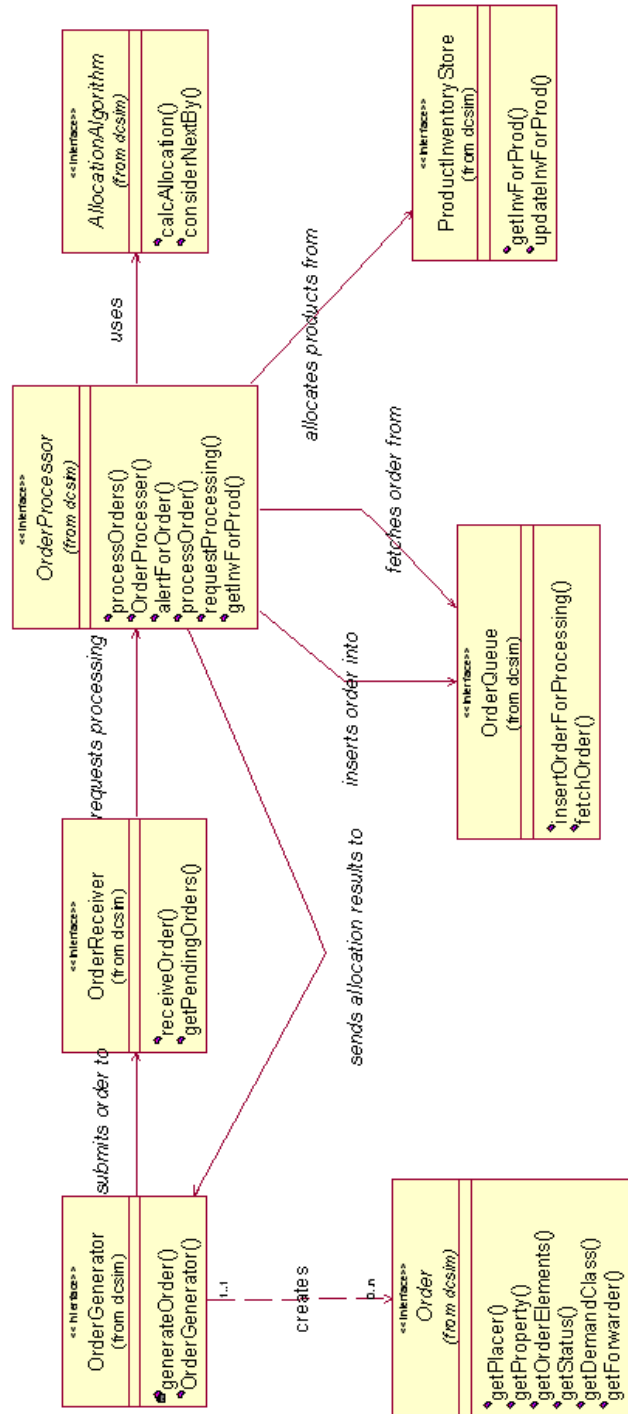 <<Interface>>
OrderGenerator
(from dcsim)
generateOrder()
OrderGenerator()
submits order to
<<Interface>>
OrderReceiver
(from dcsim)
receiveOrder()
getPendingOrders()
requests processing
<<Interface>>
OrderProcessor
(from dcsim)
processOrders()
OrderProcesser()
alertForOrder()
processOrder()
requestProcessing()
getInvForProd()
uses
<<Interface>>
AllocationAlgorithm
(from dcsim)
calcAllocation()
considerNextBy()
1..1
creates
0..n
sends allocation results to
inserts order into
fetches order from
allocates products from
<<Interface>>
Order
(from dcsim)
getPlacer()
getProperty()
getOrderElements()
getStatus()
getDemandClass()
getForwarder()
<<Interface>>
OrderQueue
(from dcsim)
insertOrderForProcessing()
fetchOrder()
<<Interface>>
ProductInventoryStore
(from dcsim)
getInvForProd()
updateInvForProd()